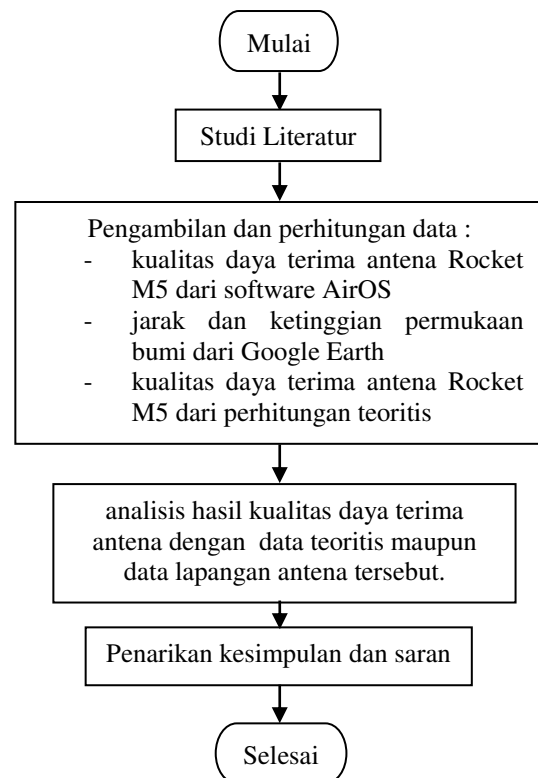 Mulai
Studi Literatur
Pengambilan dan perhitungan data :
- kualitas daya terima antena Rocket
M5 dari software AirOS
- jarak dan ketinggian permukaan
bumi dari Google Earth
- kualitas daya terima antena Rocket
M5 dari perhitungan teoritis
analisis hasil kualitas daya terima
antena dengan data teoritis maupun
data lapangan antena tersebut.
Penarikan kesimpulan dan saran
Selesai